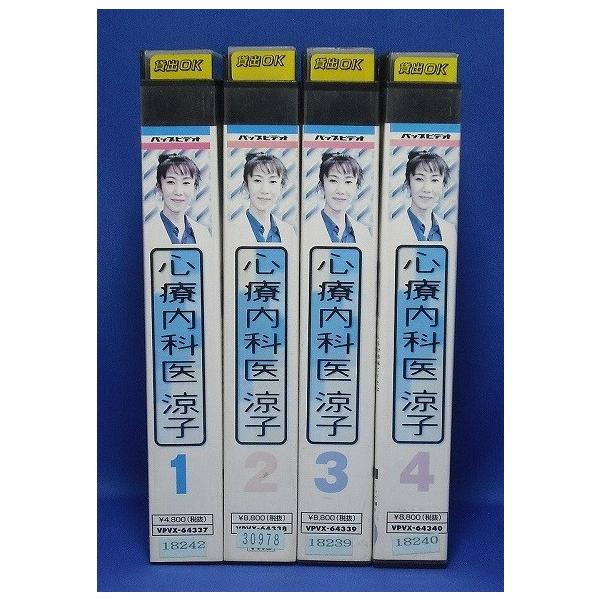 貸出OK
バップビデオ
心療内科医 涼子
1
¥4,800(税抜)
VPVX-64337
18242
貸出OK
バップビデオ
心療内科医 涼子
2
¥8,800(税抜)
VPVX-64338
30978
貸出OK
バップビデオ
心療内科医 涼子
3
¥8,800(税抜)
VPVX-64339
18239
貸出OK
バップビデオ
心療内科医 涼子
4
¥8,800(税抜)
VPVX-64340
18240